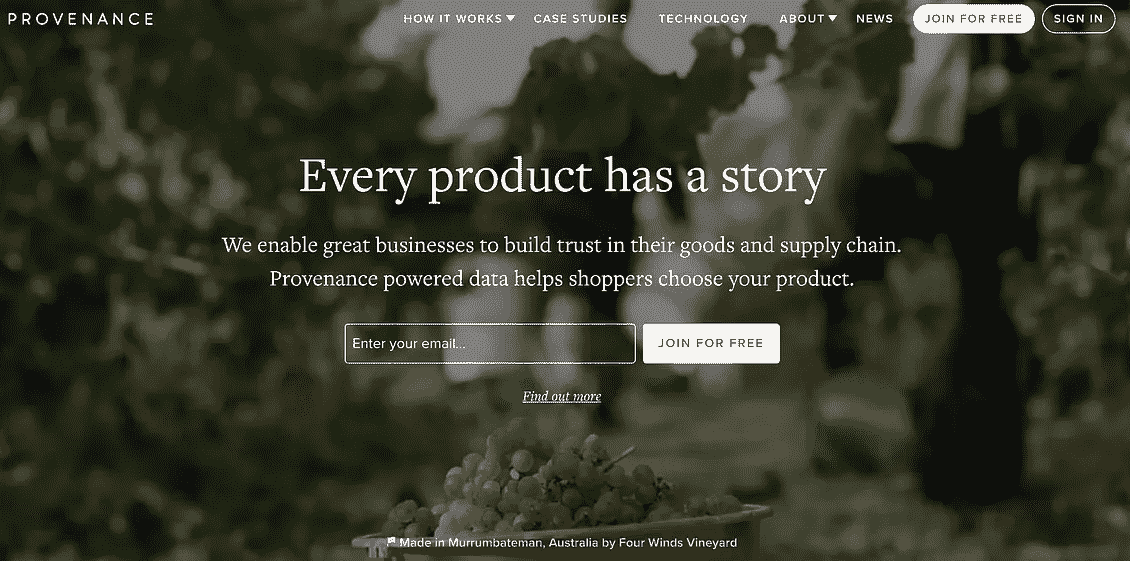 PROVENANCE
HOW IT WORKS CASE STUDIES TECHNOLOGY ABOUT NEWS JOIN FOR FREE SIGN IN
Every product has a story
We enable great businesses to build trust in their goods and supply chain.
Provenance powered data helps shoppers choose your product.
Enter your email... JOIN FOR FREE
Find out more
Made in Murrumbateman, Australia by Four Winds Vineyard